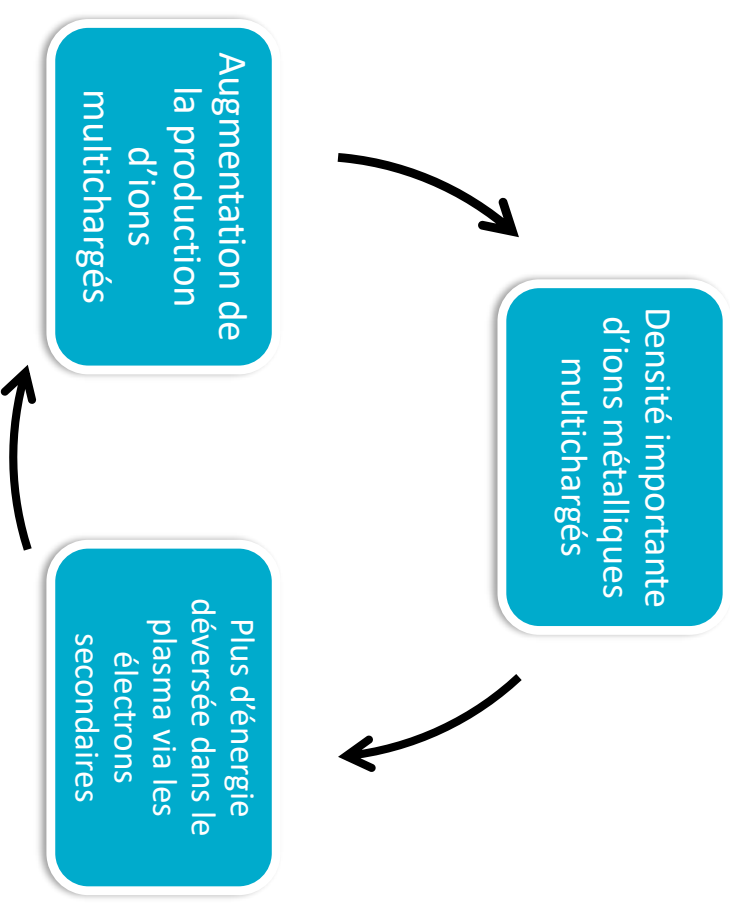 Densité importante
d'ions métalliques
multichargés
Plus d'énergie
déversée dans le
plasma via les
électrons
secondaires
Augmentation de
la production
d'ions
multichargés